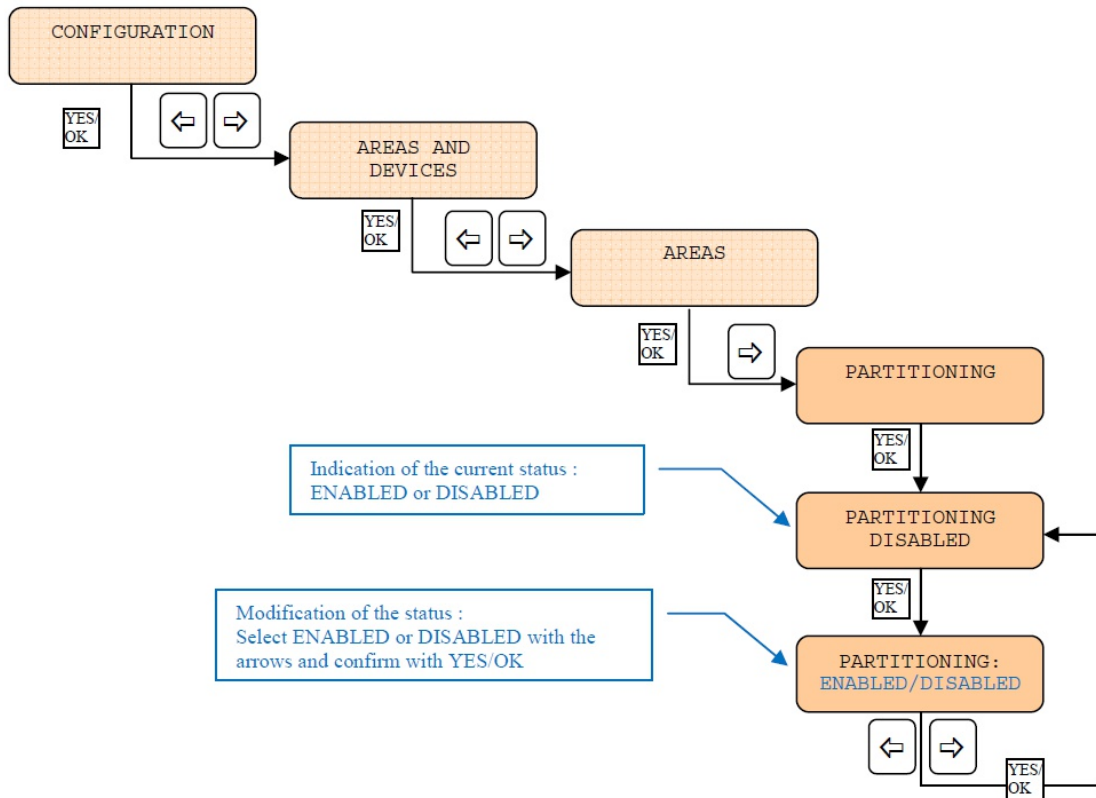 CONFIGURATION
YES/
OK
AREAS AND
DEVICES
YES/
OK
AREAS
YES/
OK
PARTITIONING
YES/
OK
Indication of the current status :
ENABLED or DISABLED
PARTITIONING
DISABLED
YES/
OK
Modification of the status :
Select ENABLED or DISABLED with the
arrows and confirm with YES/OK
PARTITIONING:
ENABLED/DISABLED
YES/
OK